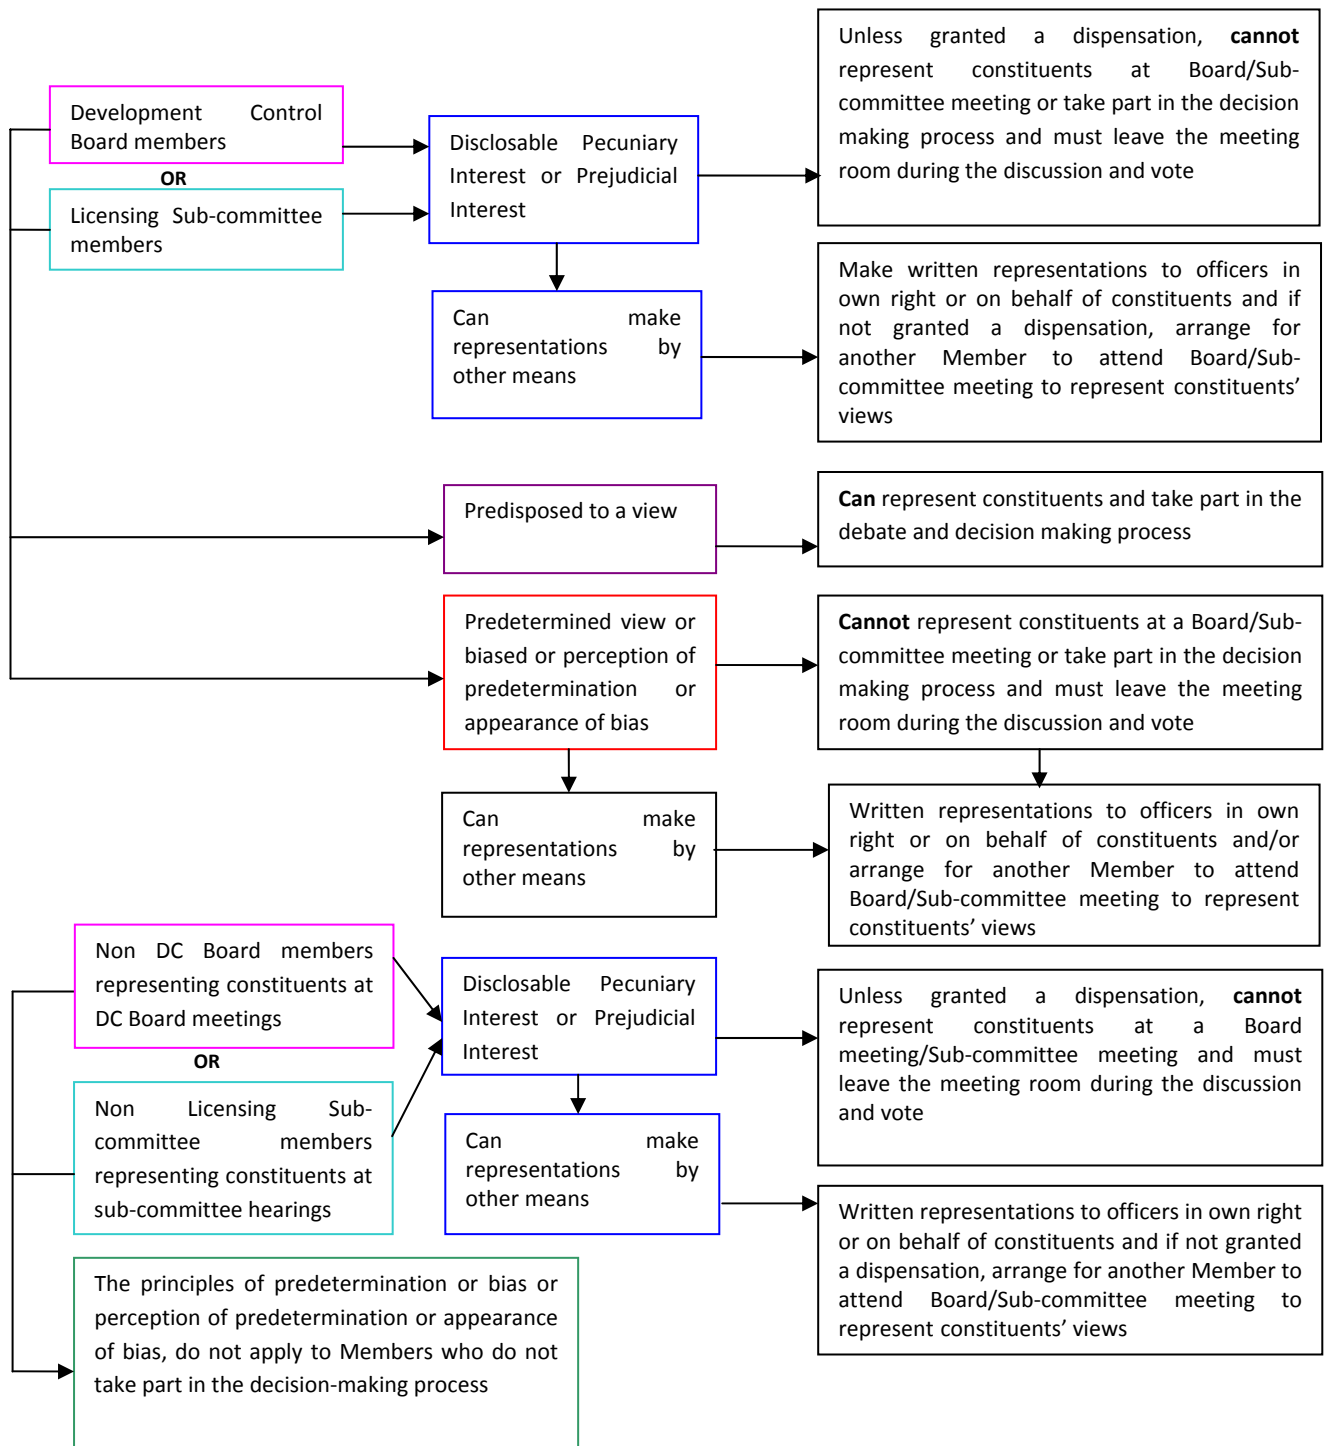 Unless granted a dispensation, cannot
represent constituents at Board/Sub-
committee meeting or take part in the decision
making process and must leave the meeting
room during the discussion and vote
Development Control
Board members
OR
Licensing Sub-committee
members
Disclosable Pecuniary
Interest or Prejudicial
Interest
Can make
representations by
other means
Make written representations to officers in
own right or on behalf of constituents and if
not granted a dispensation, arrange for
another Member to attend Board/Sub-
committee meeting to represent constituents’
views
Predisposed to a view
Can represent constituents and take part in the
debate and decision making process
Predetermined view or
biased or perception of
predetermination or
appearance of bias
Cannot represent constituents at a Board/Sub-
committee meeting or take part in the decision
making process and must leave the meeting
room during the discussion and vote
Can make
representations by
other means
Written representations to officers in own
right or on behalf of constituents and/or
arrange for another Member to attend
Board/Sub-committee meeting to represent
constituents’ views
Non DC Board members
representing constituents at
DC Board meetings
OR
Non Licensing Sub-
committee members
representing constituents at
sub-committee hearings
Disclosable Pecuniary
Interest or Prejudicial
Interest
Unless granted a dispensation, cannot
represent constituents at a Board
meeting/Sub-committee meeting and must
leave the meeting room during the discussion
and vote
Can make
representations by
other means
Written representations to officers in own right
or on behalf of constituents and if not granted
a dispensation, arrange for another Member to
attend Board/Sub-committee meeting to
represent constituents’ views
The principles of predetermination or bias or
perception of predetermination or appearance
of bias, do not apply to Members who do not
take part in the decision-making process